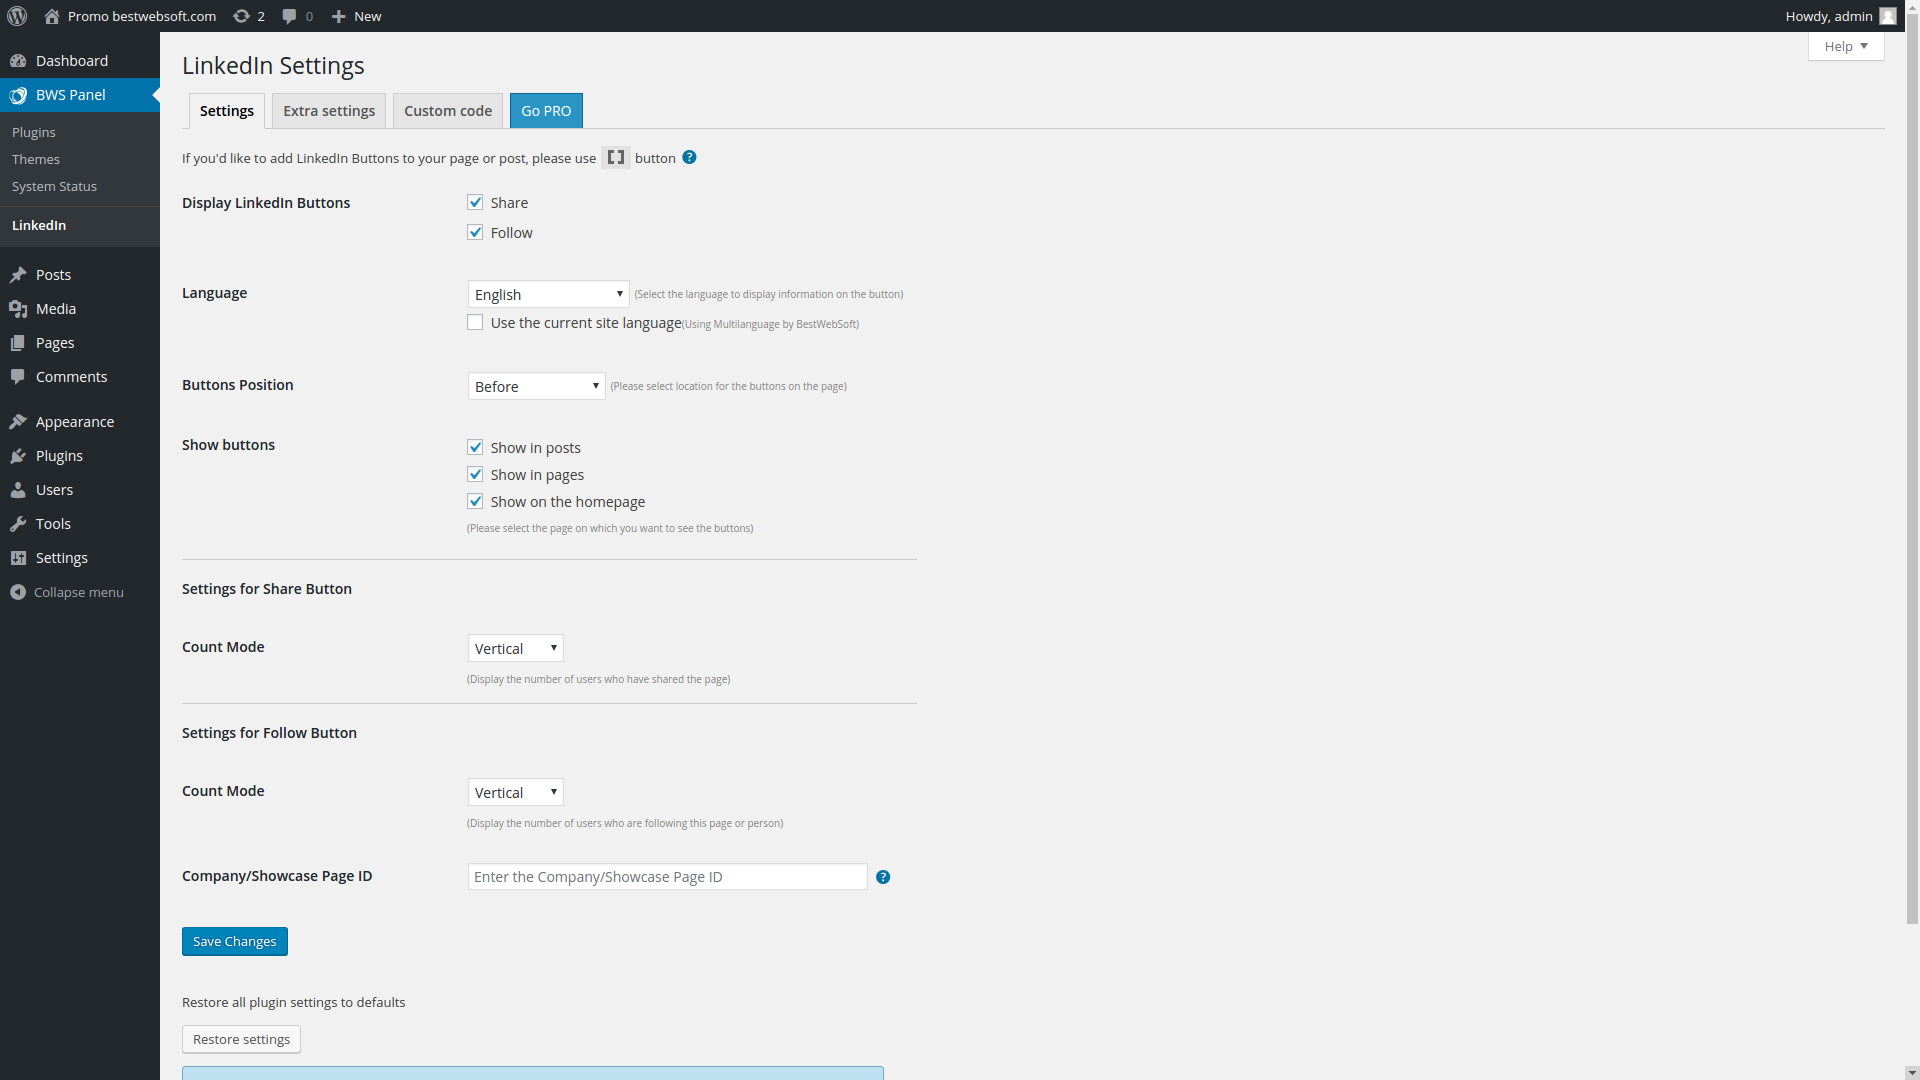 Promo bestwebsoft.com 2 0 New Howdy, admin
Help
Dashboard
BWS Panel
Plugins
Themes
System Status
LinkedIn
Posts
Media
Pages
Comments
Appearance
Plugins
Users
Tools
Settings
Collapse menu
LinkedIn Settings
Settings Extra settings Custom code Go PRO
If you'd like to add LinkedIn Buttons to your page or post, please use [] button ?
Display LinkedIn Buttons
Share
Follow
Language
English (Select the language to display information on the button)
Use the current site language(Using Multilanguage by BestWebSoft)
Buttons Position
Before (Please select location for the buttons on the page)
Show buttons
Show in posts
Show in pages
Show on the homepage
(Please select the page on which you want to see the buttons)
Settings for Share Button
Count Mode
Vertical
(Display the number of users who have shared the page)
Settings for Follow Button
Count Mode
Vertical
(Display the number of users who are following this page or person)
Company/Showcase Page ID
Enter the Company/Showcase Page ID ?
Save Changes
Restore all plugin settings to defaults
Restore settings